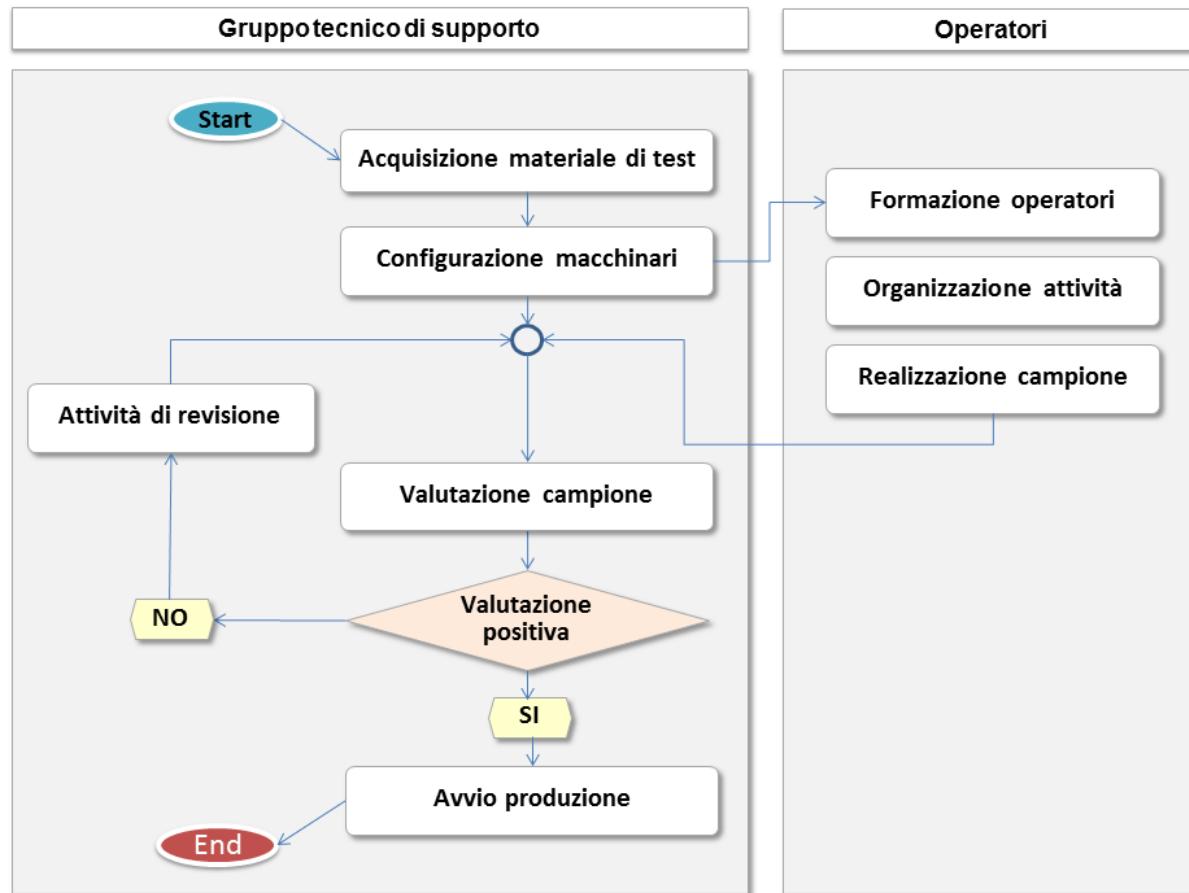 Gruppo tecnico di supporto
Operatori
Start
Acquisizione materiale di test
Configurazione macchinari
Formazione operatori
Organizzazione attività
Realizzazione campione
Attività di revisione
Valutazione campione
Valutazione
positiva
NO
SI
Avvio produzione
End